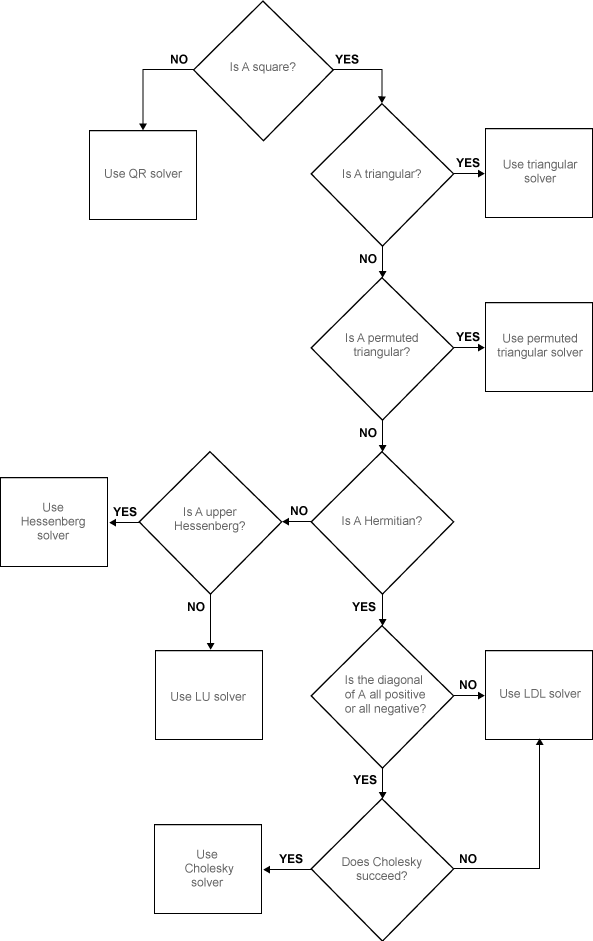 NO
Is A square?
YES
Use QR solver
Is A triangular?
YES
Use triangular
solver
NO
Is A permuted
triangular?
YES
Use permuted
triangular solver
NO
Is A Hermitian?
NO
Is A upper
Hessenberg?
YES
Use
Hessenberg
solver
NO
Use LU solver
YES
Is the diagonal
of A all positive
or all negative?
NO
Use LDL solver
YES
Does Cholesky
succeed?
YES
Use
Cholesky
solver
NO